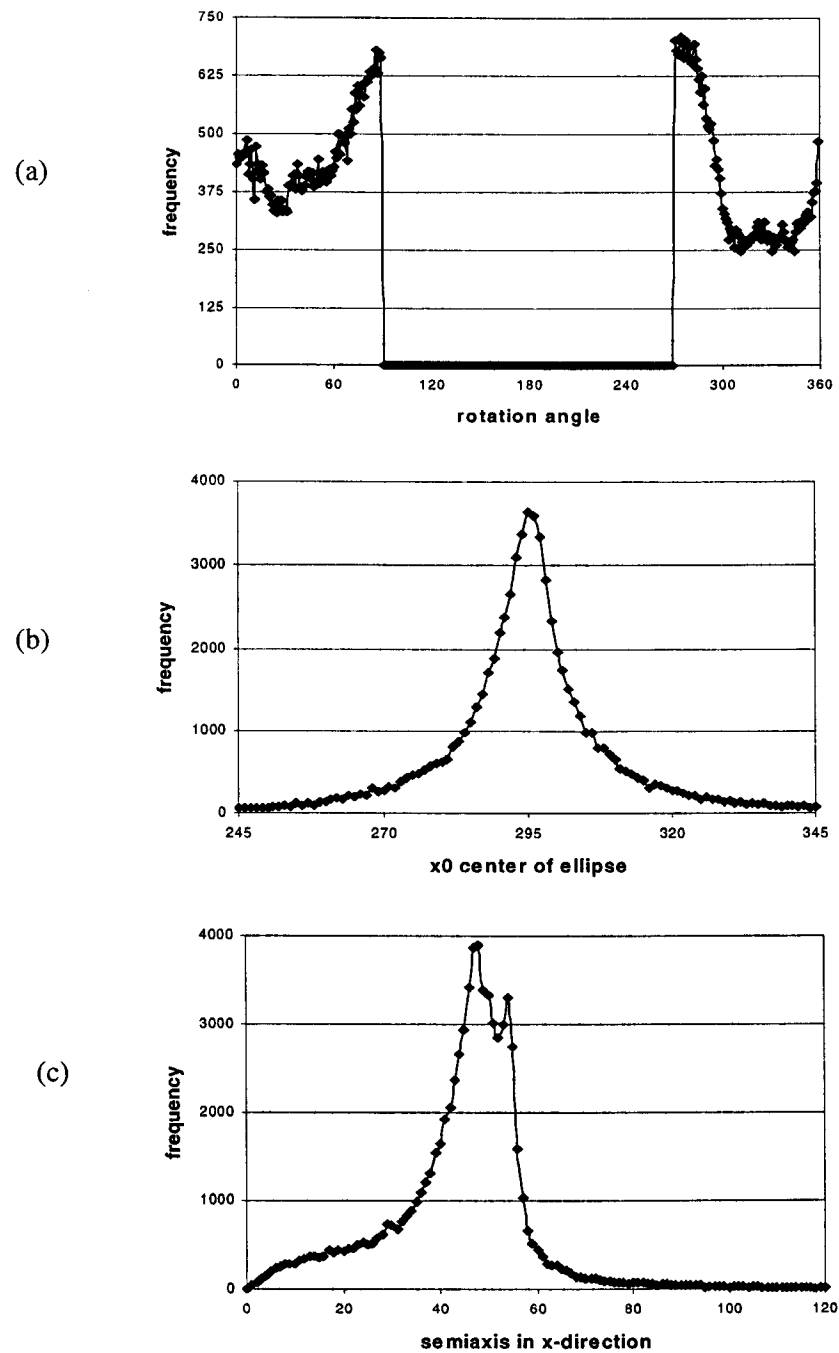 (a)
frequency
750
625
500
375
250
125
0
0 60 120 180 240 300 360
rotation angle
(b)
frequency
4000
3000
2000
1000
0
245 270 295 320 345
x0 center of ellipse
(c)
frequency
4000
3000
2000
1000
0
0 20 40 60 80 100 120
semiaxis in x-direction